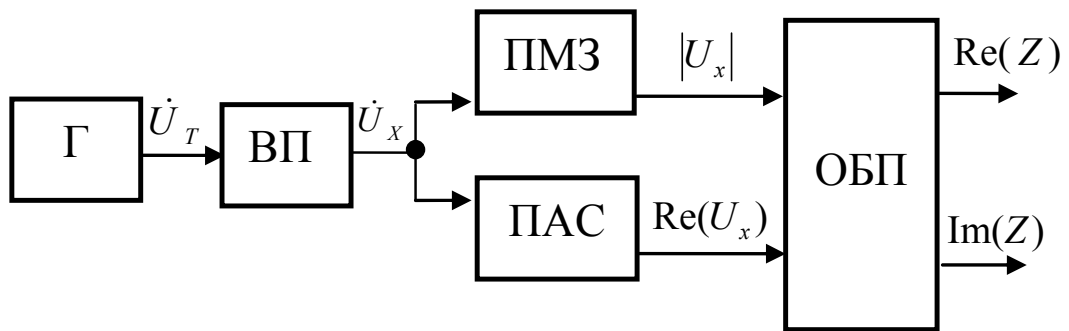 Г
U̇_T
ВП
U̇_X
ПМЗ
|U_x|
ПАС
Re(U_x)
ОБП
Re(Z)
Im(Z)